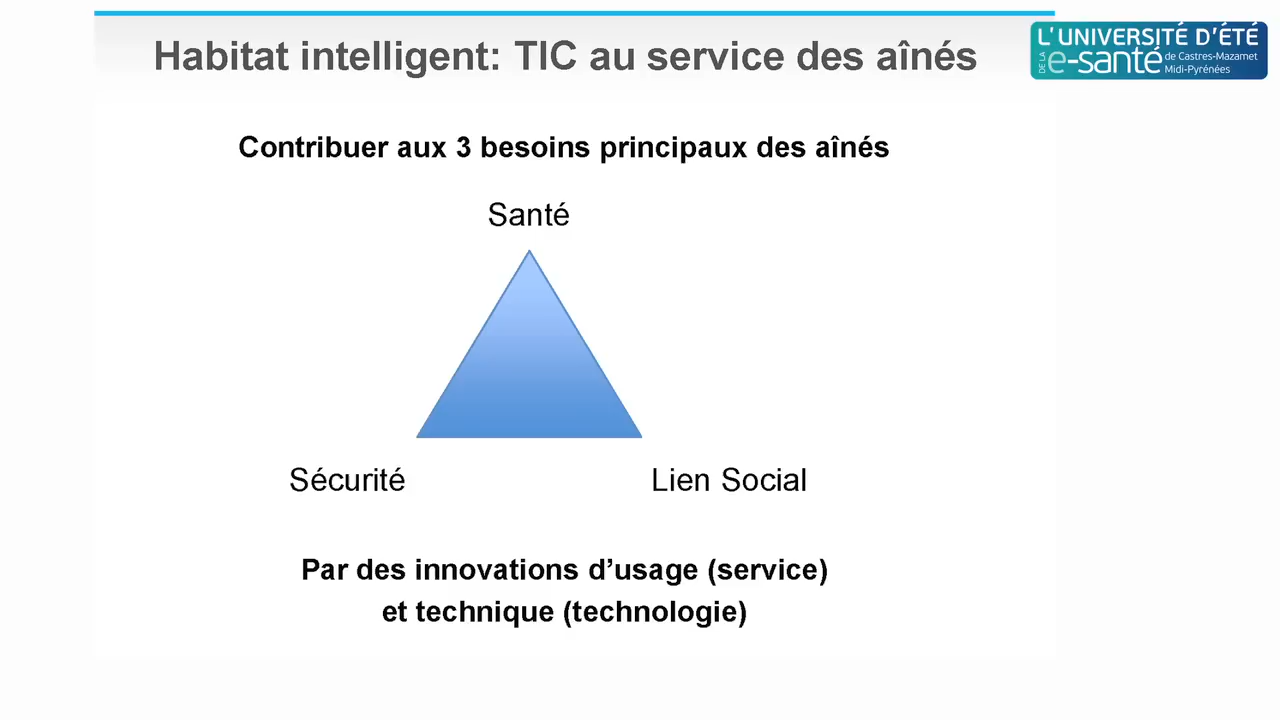 Habitat intelligent: TIC au service des aînés
L'UNIVERSITÉ D'ÉTÉ
DE LA e-santé de Castres-Mazamet
Midi-Pyrénées
Contribuer aux 3 besoins principaux des aînés
Santé
Sécurité
Lien Social
Par des innovations d’usage (service)
et technique (technologie)